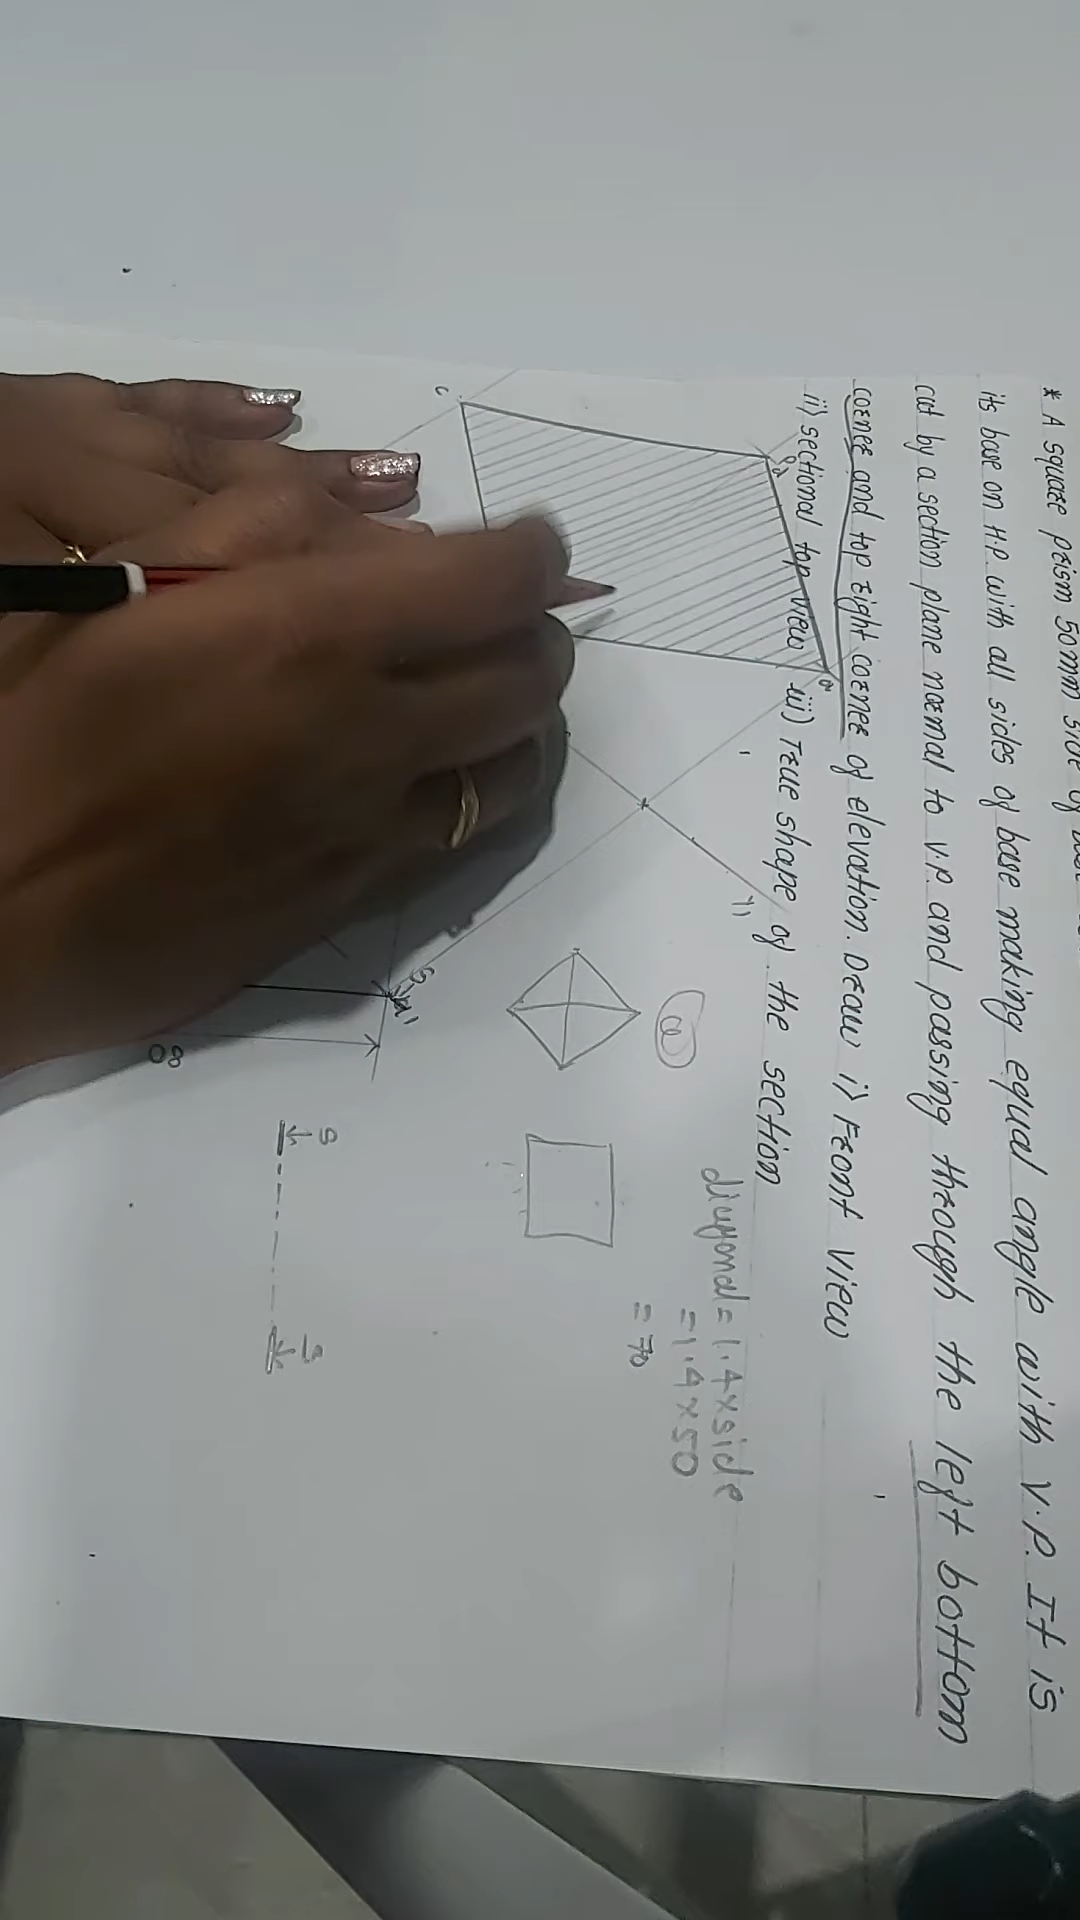 * A square prism 50mm side of
its base on H.P. with all sides of base making equal angle with V.P. It is
cut by a section plane normal to V.P. and passing through the left bottom
corner and top right corner of elevation. Draw i) Front view
ii) sectional top view iii) True shape of the section
diagonal = 1.4 x side
= 1.4 x 50
= 70
Y1
c
80
S
S